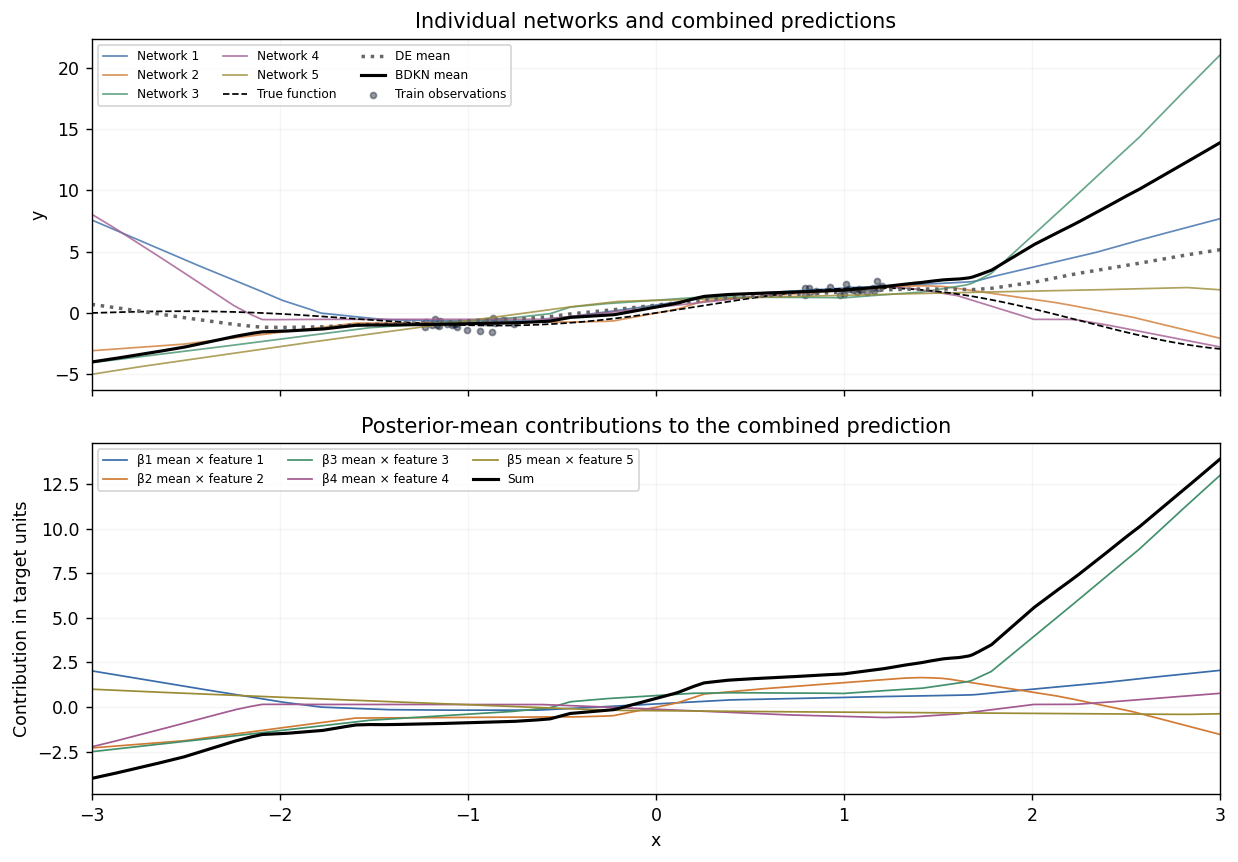 Individual networks and combined predictions
Network 1
Network 2
Network 3
Network 4
Network 5
True function
DE mean
BDKN mean
Train observations
y
20
15
10
5
0
−5
Posterior-mean contributions to the combined prediction
β1 mean × feature 1
β2 mean × feature 2
β3 mean × feature 3
β4 mean × feature 4
β5 mean × feature 5
Sum
Contribution in target units
12.5
10.0
7.5
5.0
2.5
0.0
−2.5
−3 −2 −1 0 1 2 3
x